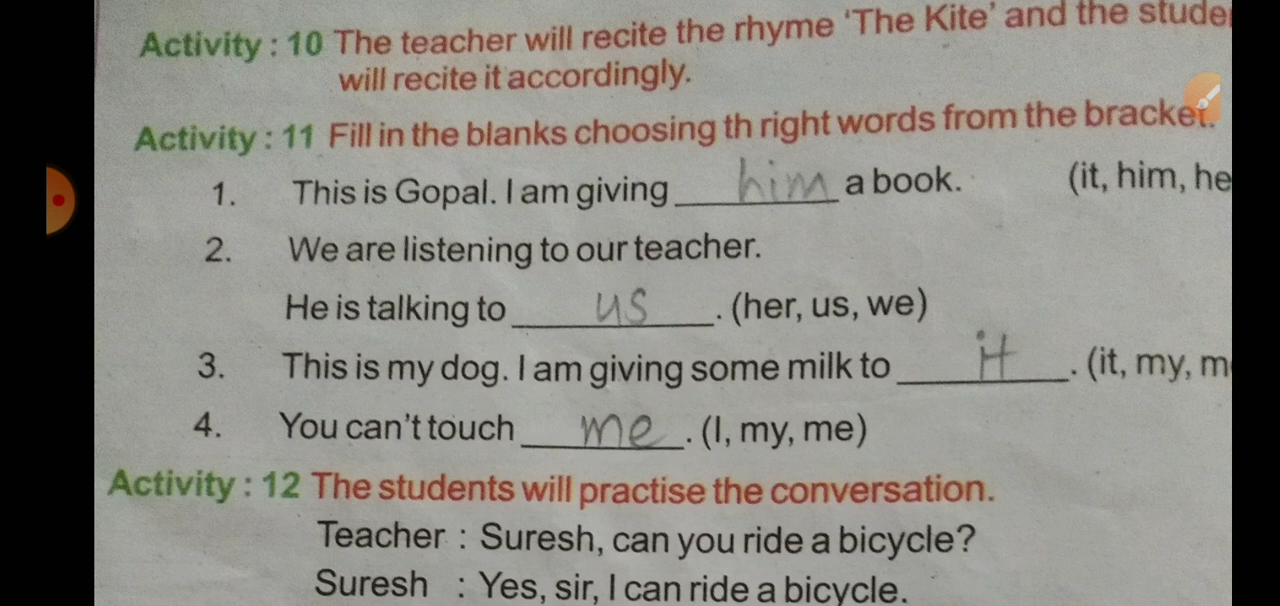 Activity : 10 The teacher will recite the rhyme 'The Kite' and the
will recite it accordingly.
Activity : 11 Fill in the blanks choosing th right words from the bracket.
1. This is Gopal. I am giving him a book. (it, him, he
2. We are listening to our teacher.
He is talking to us. (her, us, we)
3. This is my dog. I am giving some milk to it. (it, my,
4. You can't touch me. (I, my, me)
Activity : 12 The students will practise the conversation.
Teacher : Suresh, can you ride a bicycle?
Suresh : Yes, sir, I can ride a bicycle.